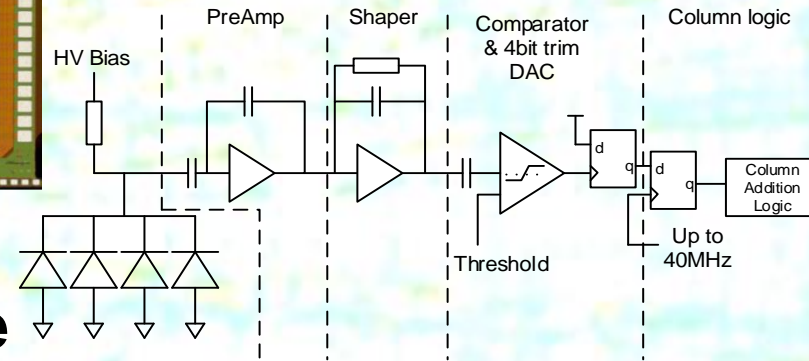 PreAmp
Shaper
Comparator
& 4bit trim
DAC
Column logic
HV Bias
d
q
d
q
Column
Addition
Logic
Threshold
Up to
40MHz
e